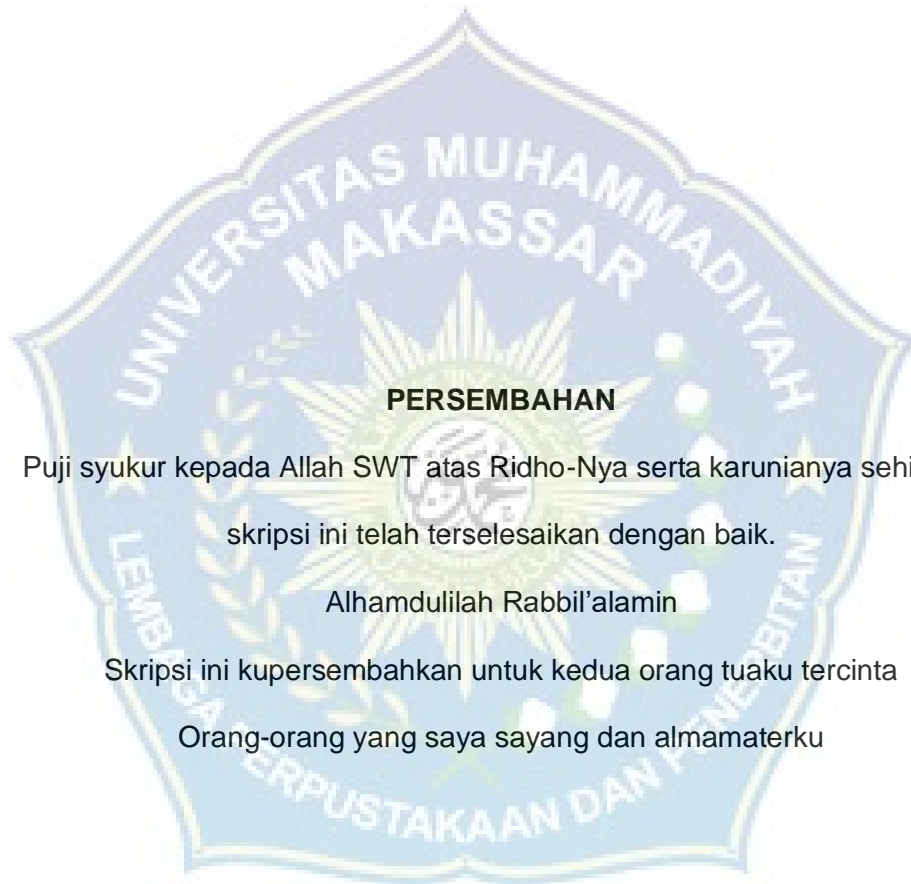 UNIVERSITAS MUHAMMADIYAH
MAKASSAR
PERSEMBAHAN
Puji syukur kepada Allah SWT atas Ridho-Nya serta karunianya sehi
skripsi ini telah terselesaikan dengan baik.
Alhamdulilah Rabbil’alamin
Skripsi ini kupersembahkan untuk kedua orang tuaku tercinta
Orang-orang yang saya sayang dan almamaterku
LEMBAGA PERPUSTAKAAN DAN PENERBITAN